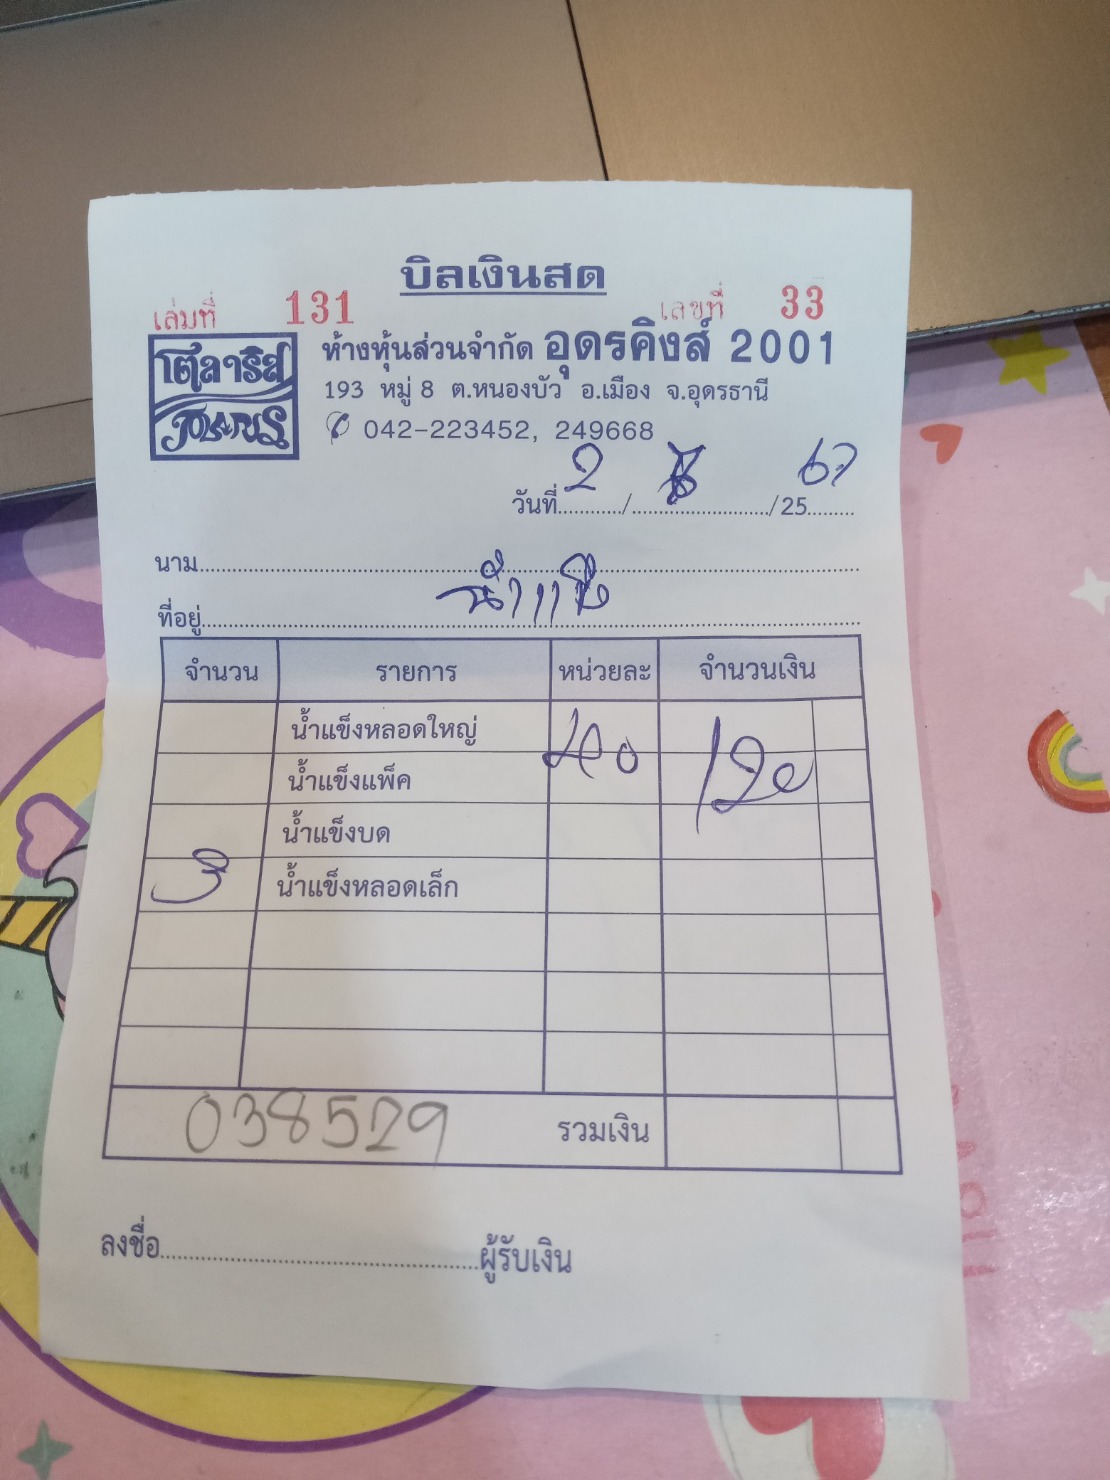 บิลเงินสด
เล่มที่ 131 เลขที่ 33
โตลาริส
TOLARIS
ห้างหุ้นส่วนจำกัด อุดรคิงส์ 2001
193 หมู่ 8 ต.หนองบัว อ.เมือง จ.อุดรธานี
042-223452, 249668
วันที่ 2 / / 25 67
นาม
น้ำแข็ง
ที่อยู่
จำนวน รายการ หน่วยละ จำนวนเงิน
น้ำแข็งหลอดใหญ่ 40 120
น้ำแข็งแพ็ค
น้ำแข็งบด
3 น้ำแข็งหลอดเล็ก
038529 รวมเงิน
ลงชื่อ ผู้รับเงิน